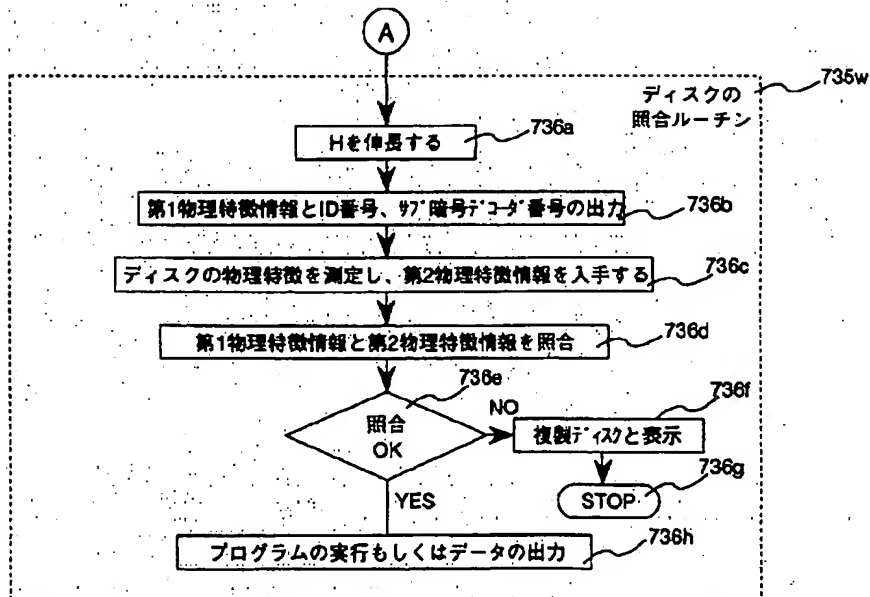 A
735w
ディスクの
照合ルーチン
Hを伸長する
736a
第1物理特徴情報とID番号、ｻﾌﾞ暗号ﾃﾞｺｰﾀﾞ番号の出力
736b
ディスクの物理特徴を測定し、第2物理特徴情報を入手する
736c
第1物理特徴情報と第2物理特徴情報を照合
736d
736e
照合
OK
NO
736f
複製ﾃﾞｨｽｸと表示
736g
STOP
YES
プログラムの実行もしくはデータの出力
736h